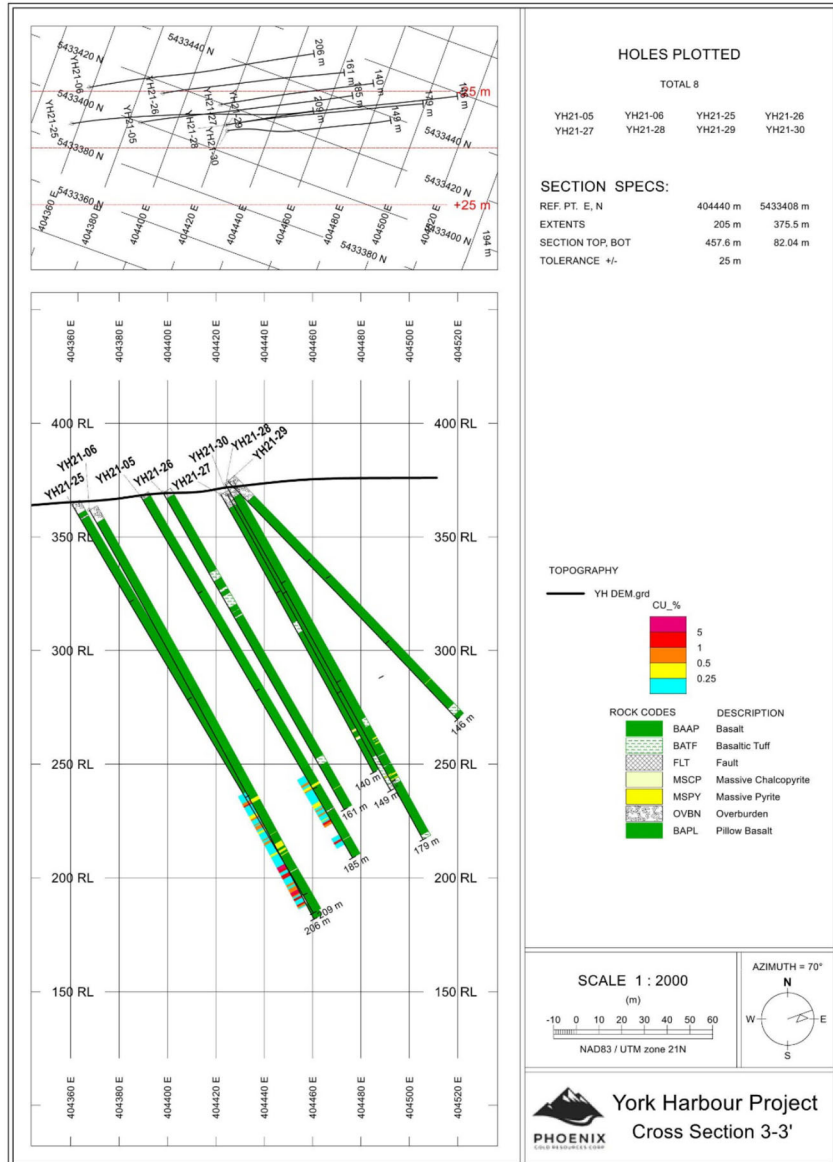 5433420 N
5433440 N
YH21-06
206 m
161 m
140 m
185 m
-25 m
5433400 N
YH21-26
YH21-27
YH21-29
209 m
179 m
149 m
YH21-25
YH21-05
YH21-28
YH21-30
5433440 N
5433380 N
5433420 N
5433360 N
+25 m
404360 E
404380 E
404400 E
404420 E
404440 E
404460 E
404480 E
404500 E
404520 E
5433400 N
5433380 N
194 m
HOLES PLOTTED
TOTAL 8
YH21-05 YH21-06 YH21-25 YH21-26
YH21-27 YH21-28 YH21-29 YH21-30
SECTION SPECS:
REF. PT. E, N 404440 m 5433408 m
EXTENTS 205 m 375.5 m
SECTION TOP, BOT 457.6 m 82.04 m
TOLERANCE +/- 25 m
404360 E
404380 E
404400 E
404420 E
404440 E
404460 E
404480 E
404500 E
404520 E
400 RL 400 RL
YH21-25
YH21-06
YH21-05
YH21-26
YH21-27
YH21-30
YH21-28
YH21-29
350 RL 350 RL
300 RL 300 RL
250 RL 250 RL
146 m
140 m
149 m
161 m
179 m
185 m
200 RL 200 RL
209 m
206 m
150 RL 150 RL
404360 E
404380 E
404400 E
404420 E
404440 E
404460 E
404480 E
404500 E
404520 E
TOPOGRAPHY
YH DEM.grd
CU_%
5
1
0.5
0.25
ROCK CODES DESCRIPTION
BAAP Basalt
BATF Basaltic Tuff
FLT Fault
MSCP Massive Chalcopyrite
MSPY Massive Pyrite
OVBN Overburden
BAPL Pillow Basalt
SCALE 1 : 2000
(m)
-10 0 10 20 30 40 50 60
NAD83 / UTM zone 21N
AZIMUTH = 70°
N
W E
S
PHOENIX
GOLD RESOURCES CORP
York Harbour Project
Cross Section 3-3'